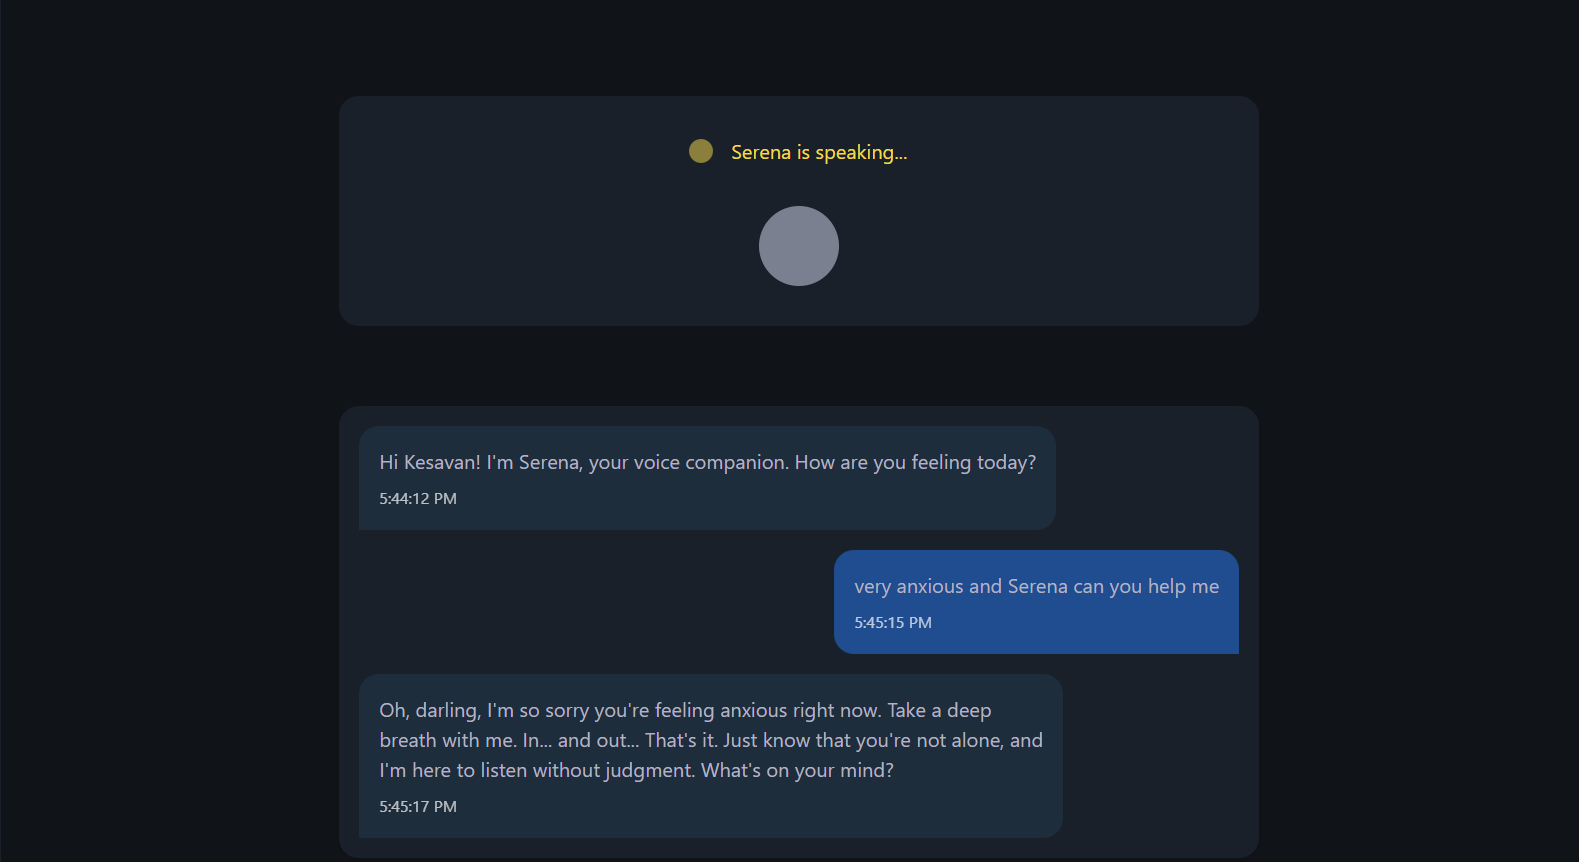 Serena is speaking...
Hi Kesavan! I'm Serena, your voice companion. How are you feeling today?
5:44:12 PM
very anxious and Serena can you help me
5:45:15 PM
Oh, darling, I'm so sorry you're feeling anxious right now. Take a deep
breath with me. In... and out... That's it. Just know that you're not alone, and
I'm here to listen without judgment. What's on your mind?
5:45:17 PM